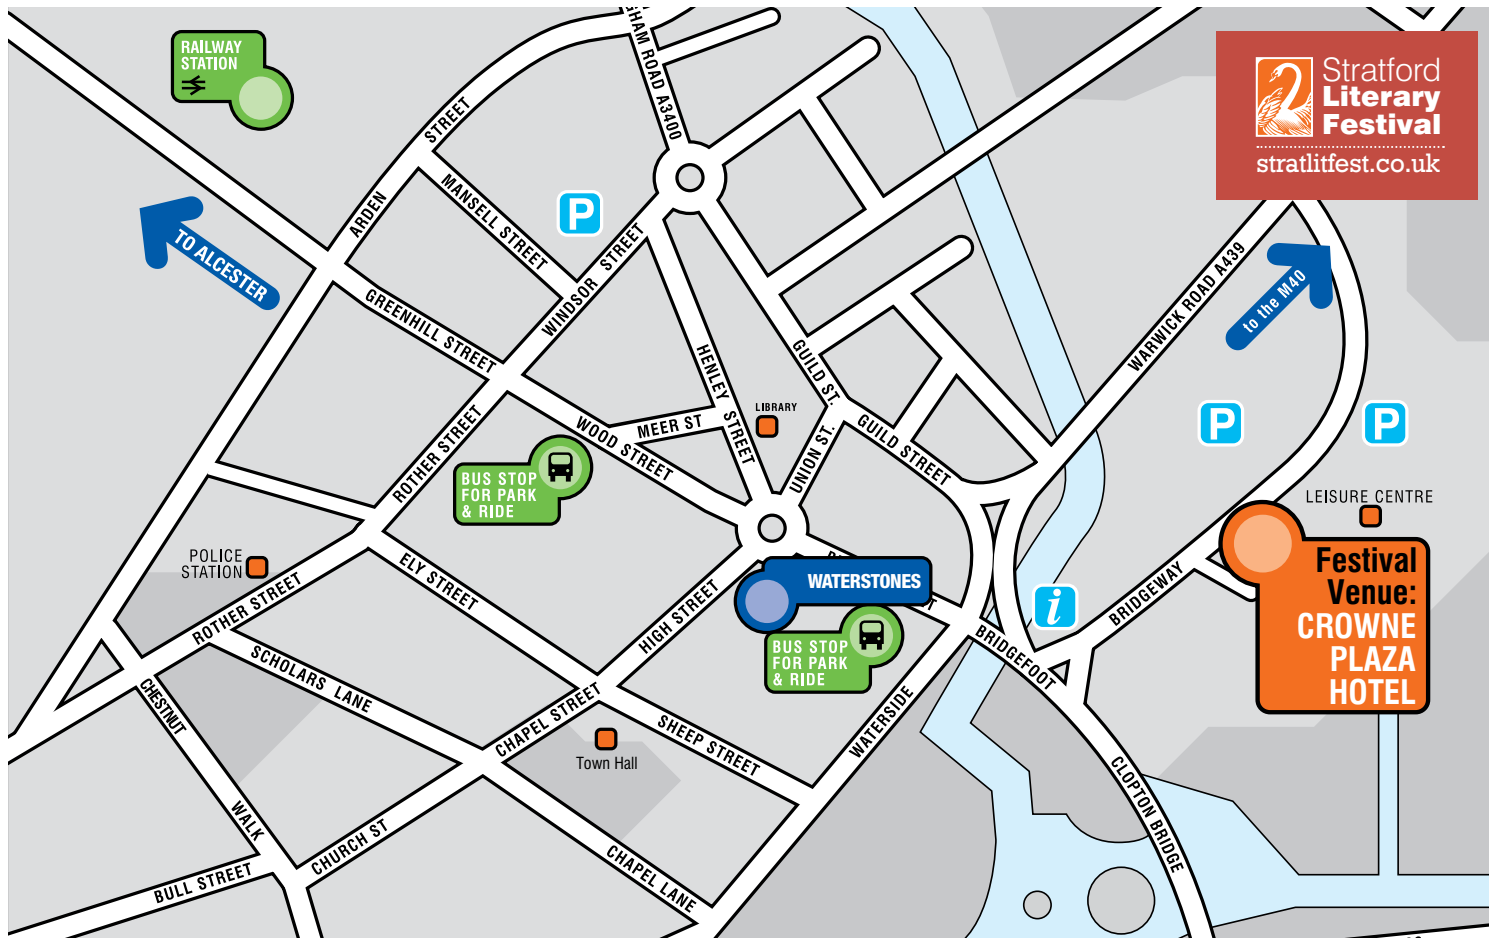 RAILWAY
STATION
GHAM ROAD A3400
Stratford
Literary
Festival
stratlitfest.co.uk
ARDEN
STREET
MANSELL STREET
P
TO ALCESTER
WINDSOR STREET
GREENHILL STREET
HENLEY STREET
GUILD ST.
WARWICK ROAD A439
to the M40
LIBRARY
MEER ST
WOOD STREET
ROTHER STREET
UNION ST.
GUILD STREET
P
P
BUS STOP
FOR PARK
& RIDE
LEISURE CENTRE
POLICE
STATION
ROTHER STREET
ELY STREET
HIGH STREET
WATERSTONES
BUS STOP
FOR PARK
& RIDE
i
BRIDGEWAY
BRIDGEFOOT
Festival
Venue:
CROWNE
PLAZA
HOTEL
SCHOLARS LANE
CHESTNUT
WALK
CHAPEL STREET
SHEEP STREET
WATERSIDE
Town Hall
CLOPTON BRIDGE
CHURCH ST
CHAPEL LANE
BULL STREET